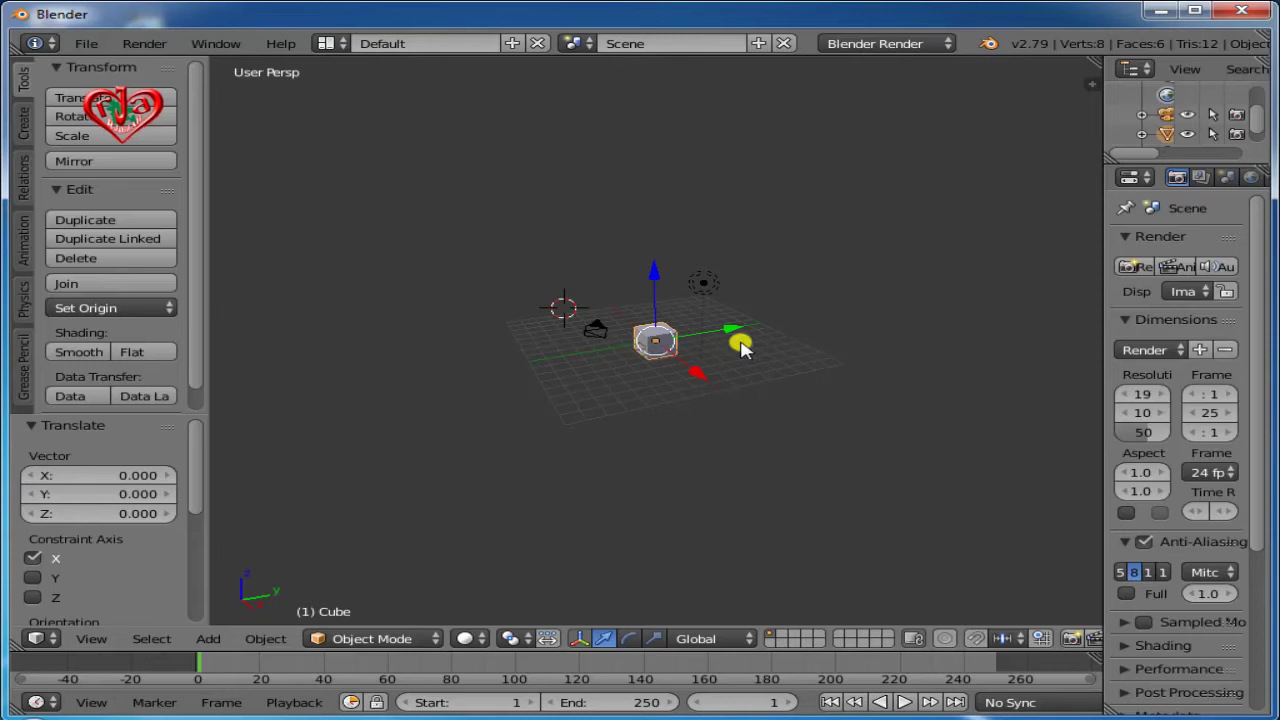 Blender
File Render Window Help Default Scene Blender Render v2.79 | Verts:8 | Faces:6 | Tris:12 | Object
Tools
Create
Relations
Animation
Physics
Grease Pencil
Transform
Scale
Mirror
Edit
Duplicate
Duplicate Linked
Delete
Join
Set Origin
Shading:
Smooth Flat
Data Transfer:
Data Data La
Translate
Vector
X: 0.000
Y: 0.000
Z: 0.000
Constraint Axis
X
Y
Z
Orientation
User Persp
z
y
x
(1) Cube
View Select Add Object Object Mode Global
-40 -20 0 20 40 60 80 100 120 140 160 180 200 220 240 260
View Marker Frame Playback Start: 1 End: 250 1 No Sync
View Search
Scene
Render
Re Ani Au
Disp Ima
Dimensions
Render
Resoluti Frame
19 : 1
10 25
50 : 1
Aspect Frame
1.0 24 fp
1.0 Time R
Anti-Aliasing
5 8 1 1 Mitc
Full 1.0
Sampled Mo
Shading
Performance
Post Processing